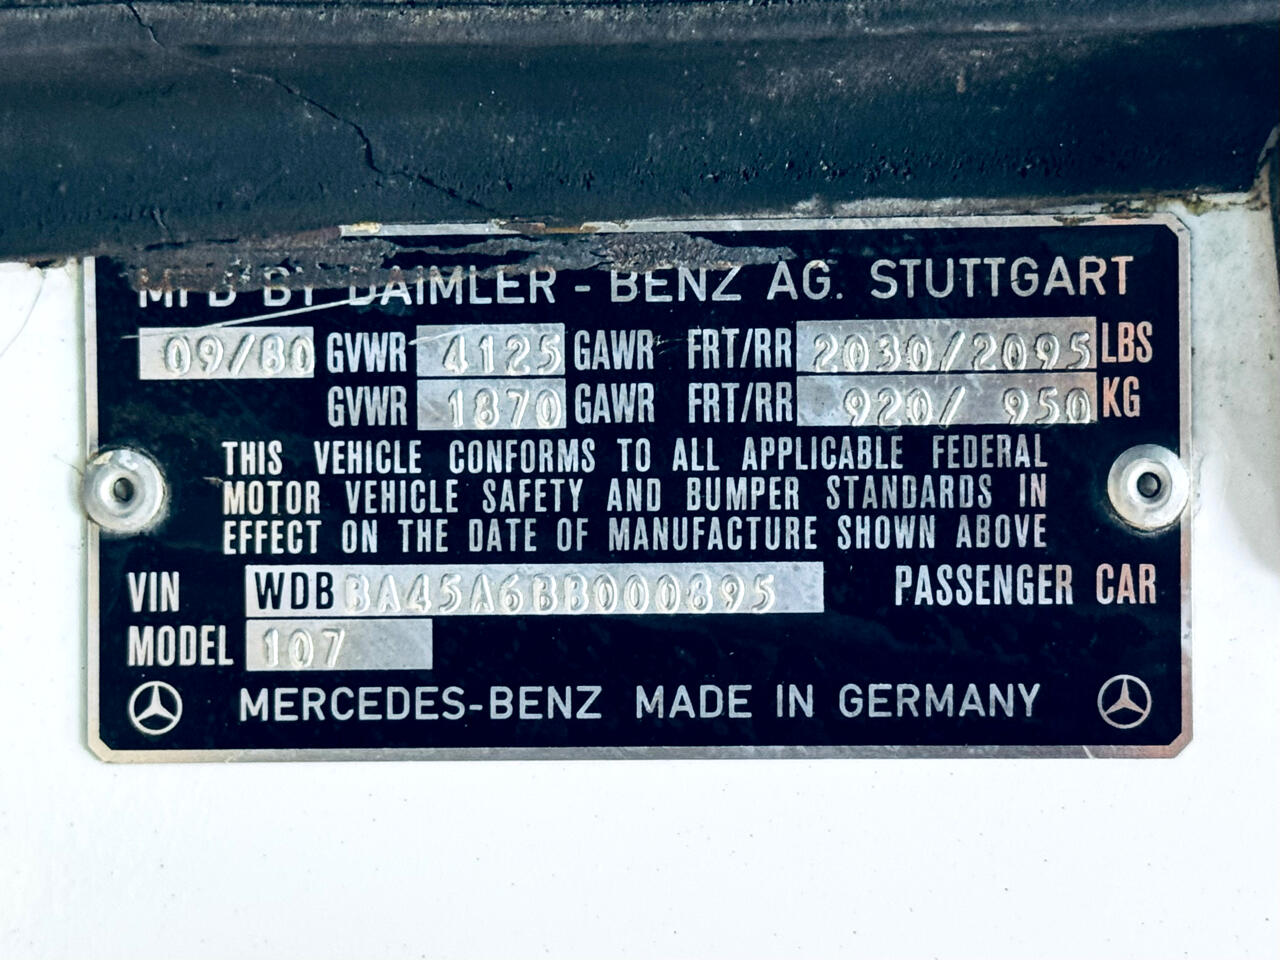 MFD BY DAIMLER - BENZ AG. STUTTGART
09/80 GVWR 4125 GAWR FRT/RR 2030/2095 LBS
GVWR 1870 GAWR FRT/RR 920/ 950 KG
THIS VEHICLE CONFORMS TO ALL APPLICABLE FEDERAL
MOTOR VEHICLE SAFETY AND BUMPER STANDARDS IN
EFFECT ON THE DATE OF MANUFACTURE SHOWN ABOVE
VIN WDBBA45A6BB000895 PASSENGER CAR
MODEL 107
MERCEDES-BENZ MADE IN GERMANY